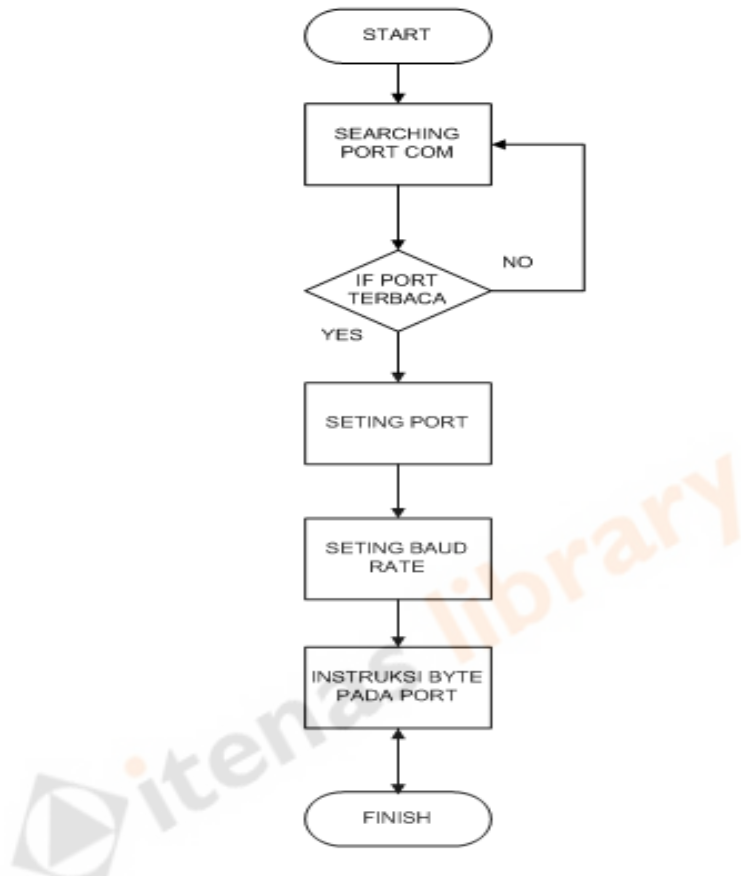 START
SEARCHING
PORT COM
NO
IF PORT
TERBACA
YES
SETING PORT
SETING BAUD
RATE
INSTRUKSI BYTE
PADA PORT
FINISH
itenas library